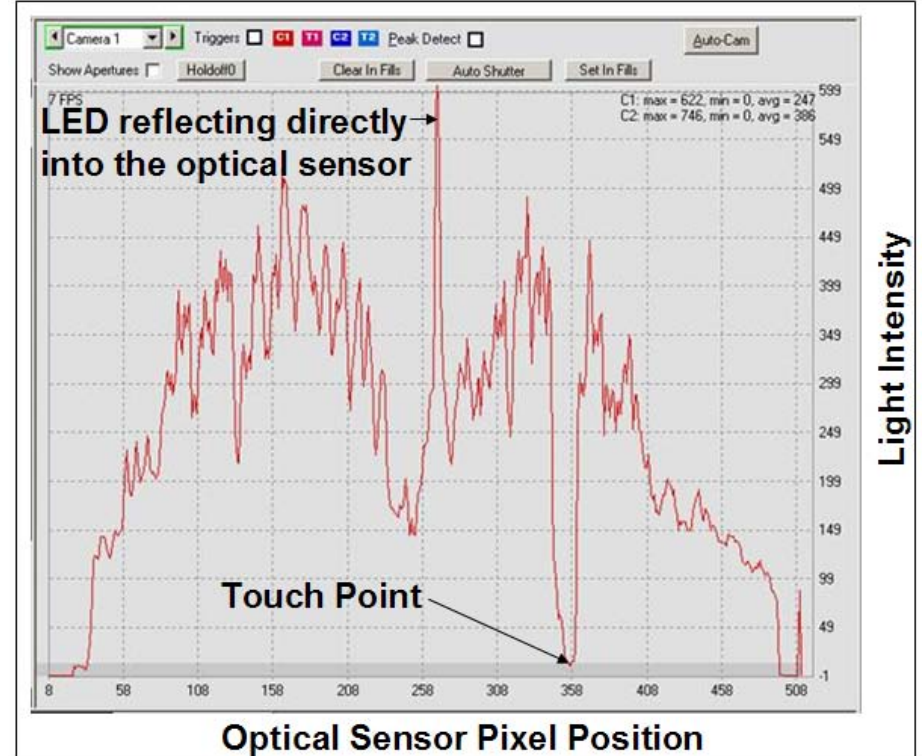 Camera 1 Triggers C1 T1 C2 T2 Peak Detect Auto-Cam
Show Apertures Holdoff0 Clear In Fills Auto Shutter Set In Fills
7 FPS
C1: max = 622, min = 0, avg = 247
C2: max = 746, min = 0, avg = 386
LED reflecting directly
into the optical sensor
Touch Point
599
549
499
449
399
349
299
249
199
149
99
49
-1
8 58 108 158 208 258 308 358 408 458 508
Light Intensity
Optical Sensor Pixel Position